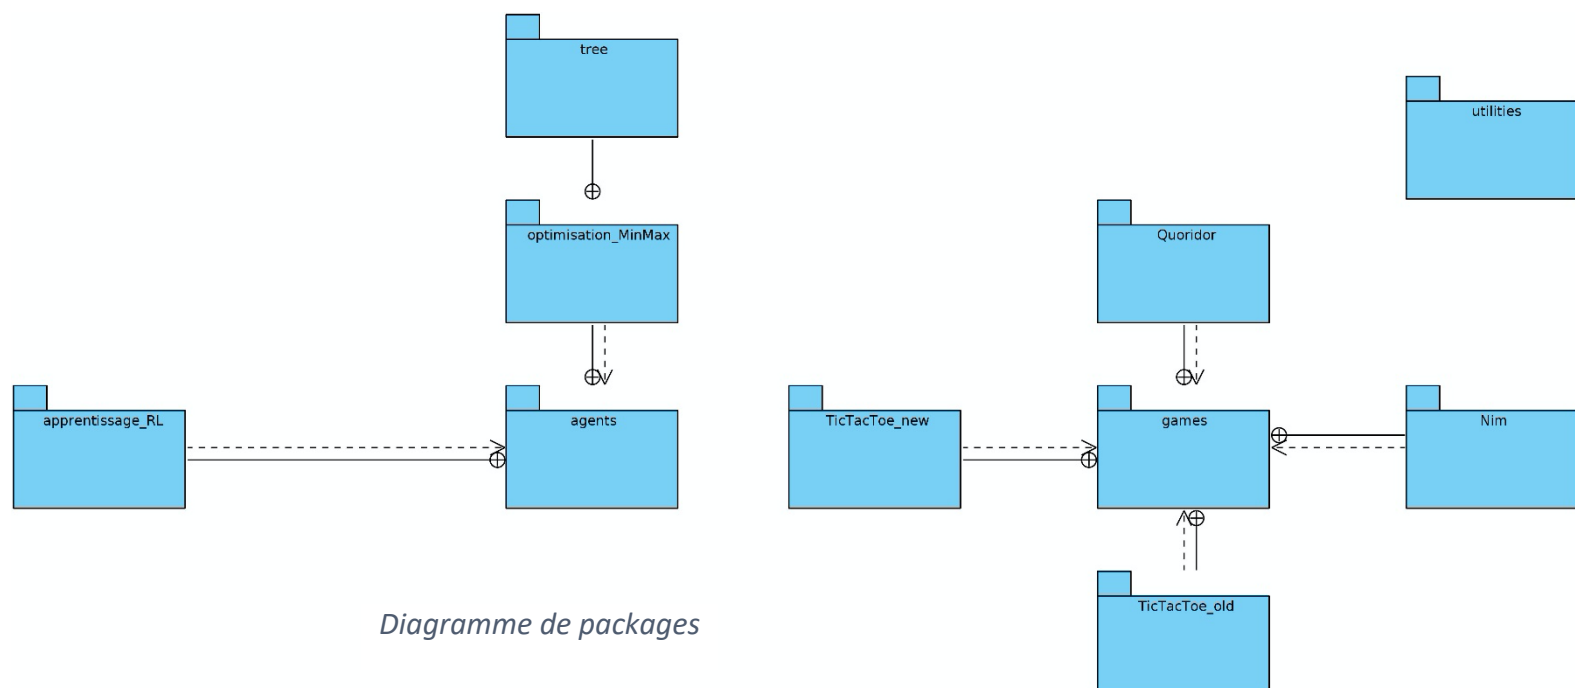 tree
utilities
optimisation_MinMax
Quoridor
apprentissage_RL
agents
TicTacToe_new
games
Nim
TicTacToe_old
Diagramme de packages